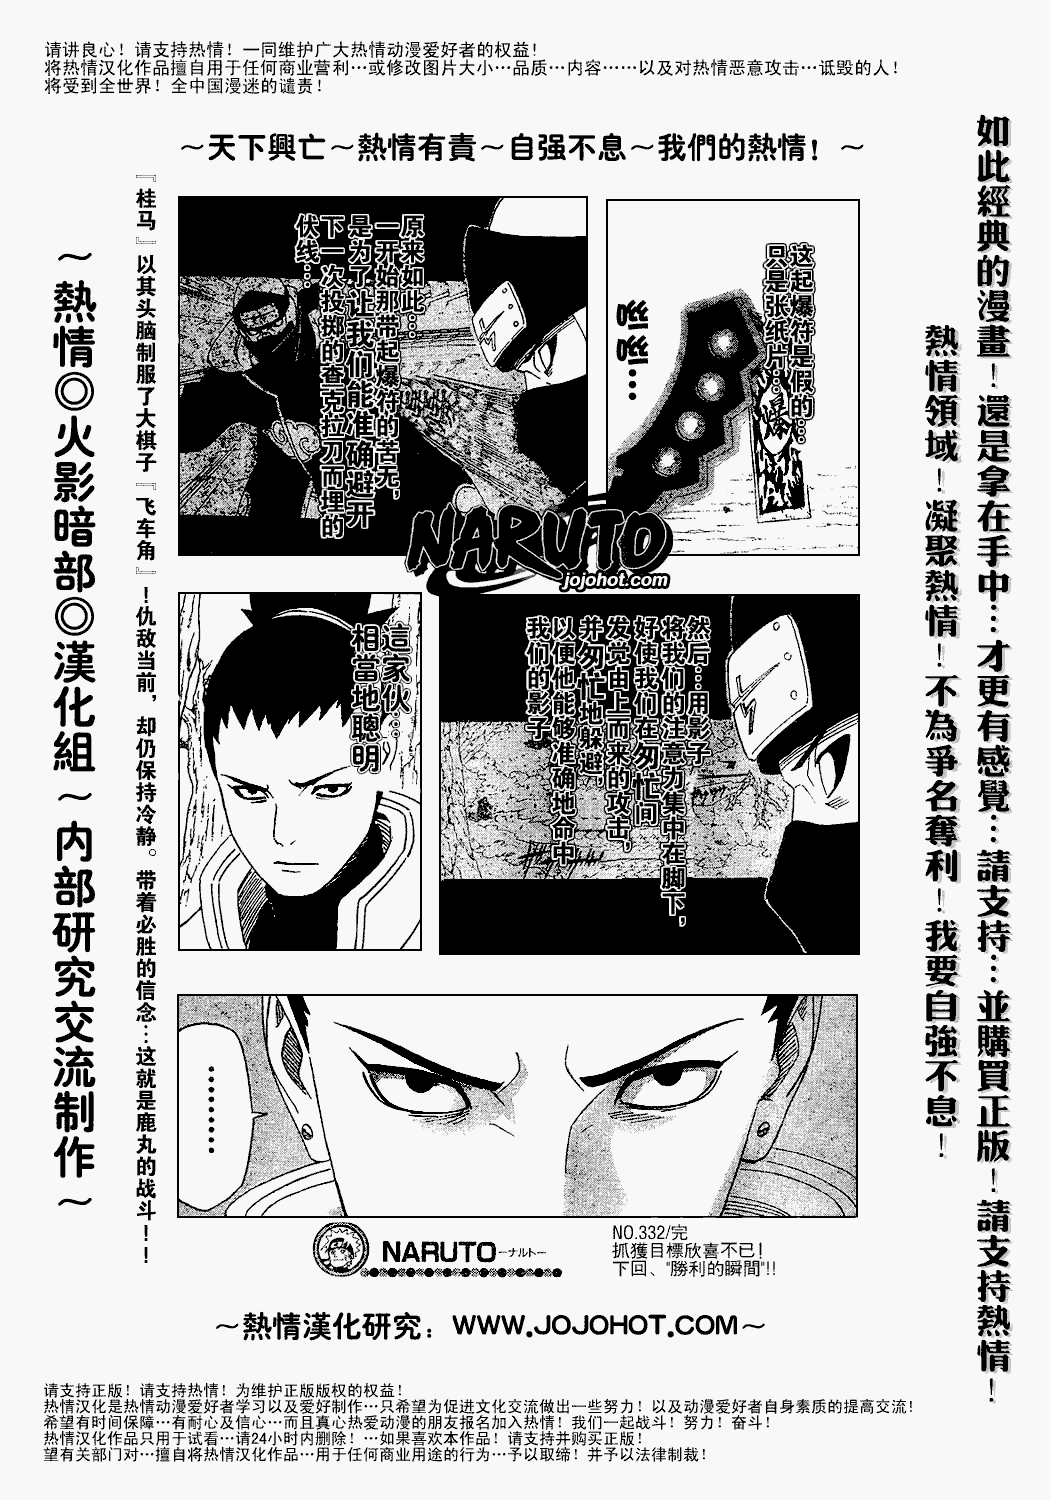 请讲良心！请支持热情！一同维护广大热情动漫爱好者的权益！
将热情汉化作品擅自用于任何商业营利…或修改图片大小…品质…内容……以及对热情恶意攻击…诋毁的人！
将受到全世界！全中国漫迷的谴责！
～天下興亡～熱情有責～自强不息～我們的熱情！～
如此經典的漫畫！還是拿在手中…才更有感覺…請支持…並購買正版！請支持熱情！
熱情領域！凝聚熱情！不為爭名奪利！我要自強不息！
这起爆符是假的…
只是张纸片…
咝咝…
爆
原来如此…
一开始那带起爆符的苦无，
是为了让我们能准确避开
下一次投掷的查克拉刀而埋的
伏线…
NARUTO
jojohot.com
然后…用影子
将我们的注意力集中在脚下，
好使我们在匆忙间
发觉由上而来的攻击，
并匆忙地躲避，
以便他能够准确地命中
我们的影子
這家伙…
相當地聰明
………
『桂马』以其头脑制服了大棋子『飞车角』！仇敌当前，却仍保持冷静。带着必胜的信念…这就是鹿丸的战斗！！
～熱情◎火影暗部◎漢化組～内部研究交流制作～
NARUTO—ナルト—
NO.332/完
抓獲目標欣喜不已！
下回、"勝利的瞬間"!!
～熱情漢化研究：WWW.JOJOHOT.COM～
请支持正版！请支持热情！为维护正版版权的权益！
热情汉化是热情动漫爱好者学习以及爱好制作…只希望为促进文化交流做出一些努力！以及动漫爱好者自身素质的提高交流！
希望有时间保障…有耐心及信心…而且真心热爱动漫的朋友报名加入热情！我们一起战斗！努力！奋斗！
热情汉化作品只用于试看…请24小时内删除！…如果喜欢本作品！请支持并购买正版！
望有关部门对…擅自将热情汉化作品…用于任何商业用途的行为…予以取缔！并予以法律制裁！